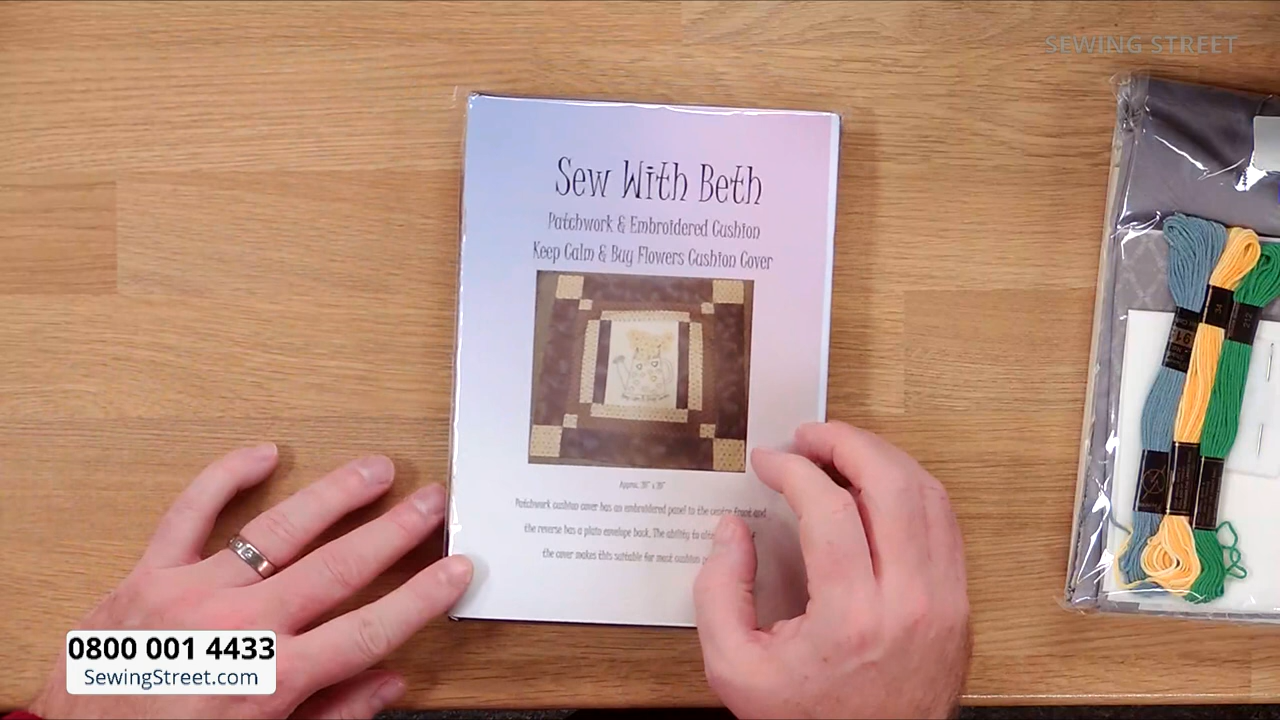 SEWING STREET
Sew With Beth
Patchwork & Embroidered Cushion
Keep Calm & Buy Flowers Cushion Cover
Patchwork cushion cover has an embroidered panel to the centre front and
the reverse has a plain envelope back. The ability to
the cover makes this suitable for most cushion
34
212
0800 001 4433
SewingStreet.com